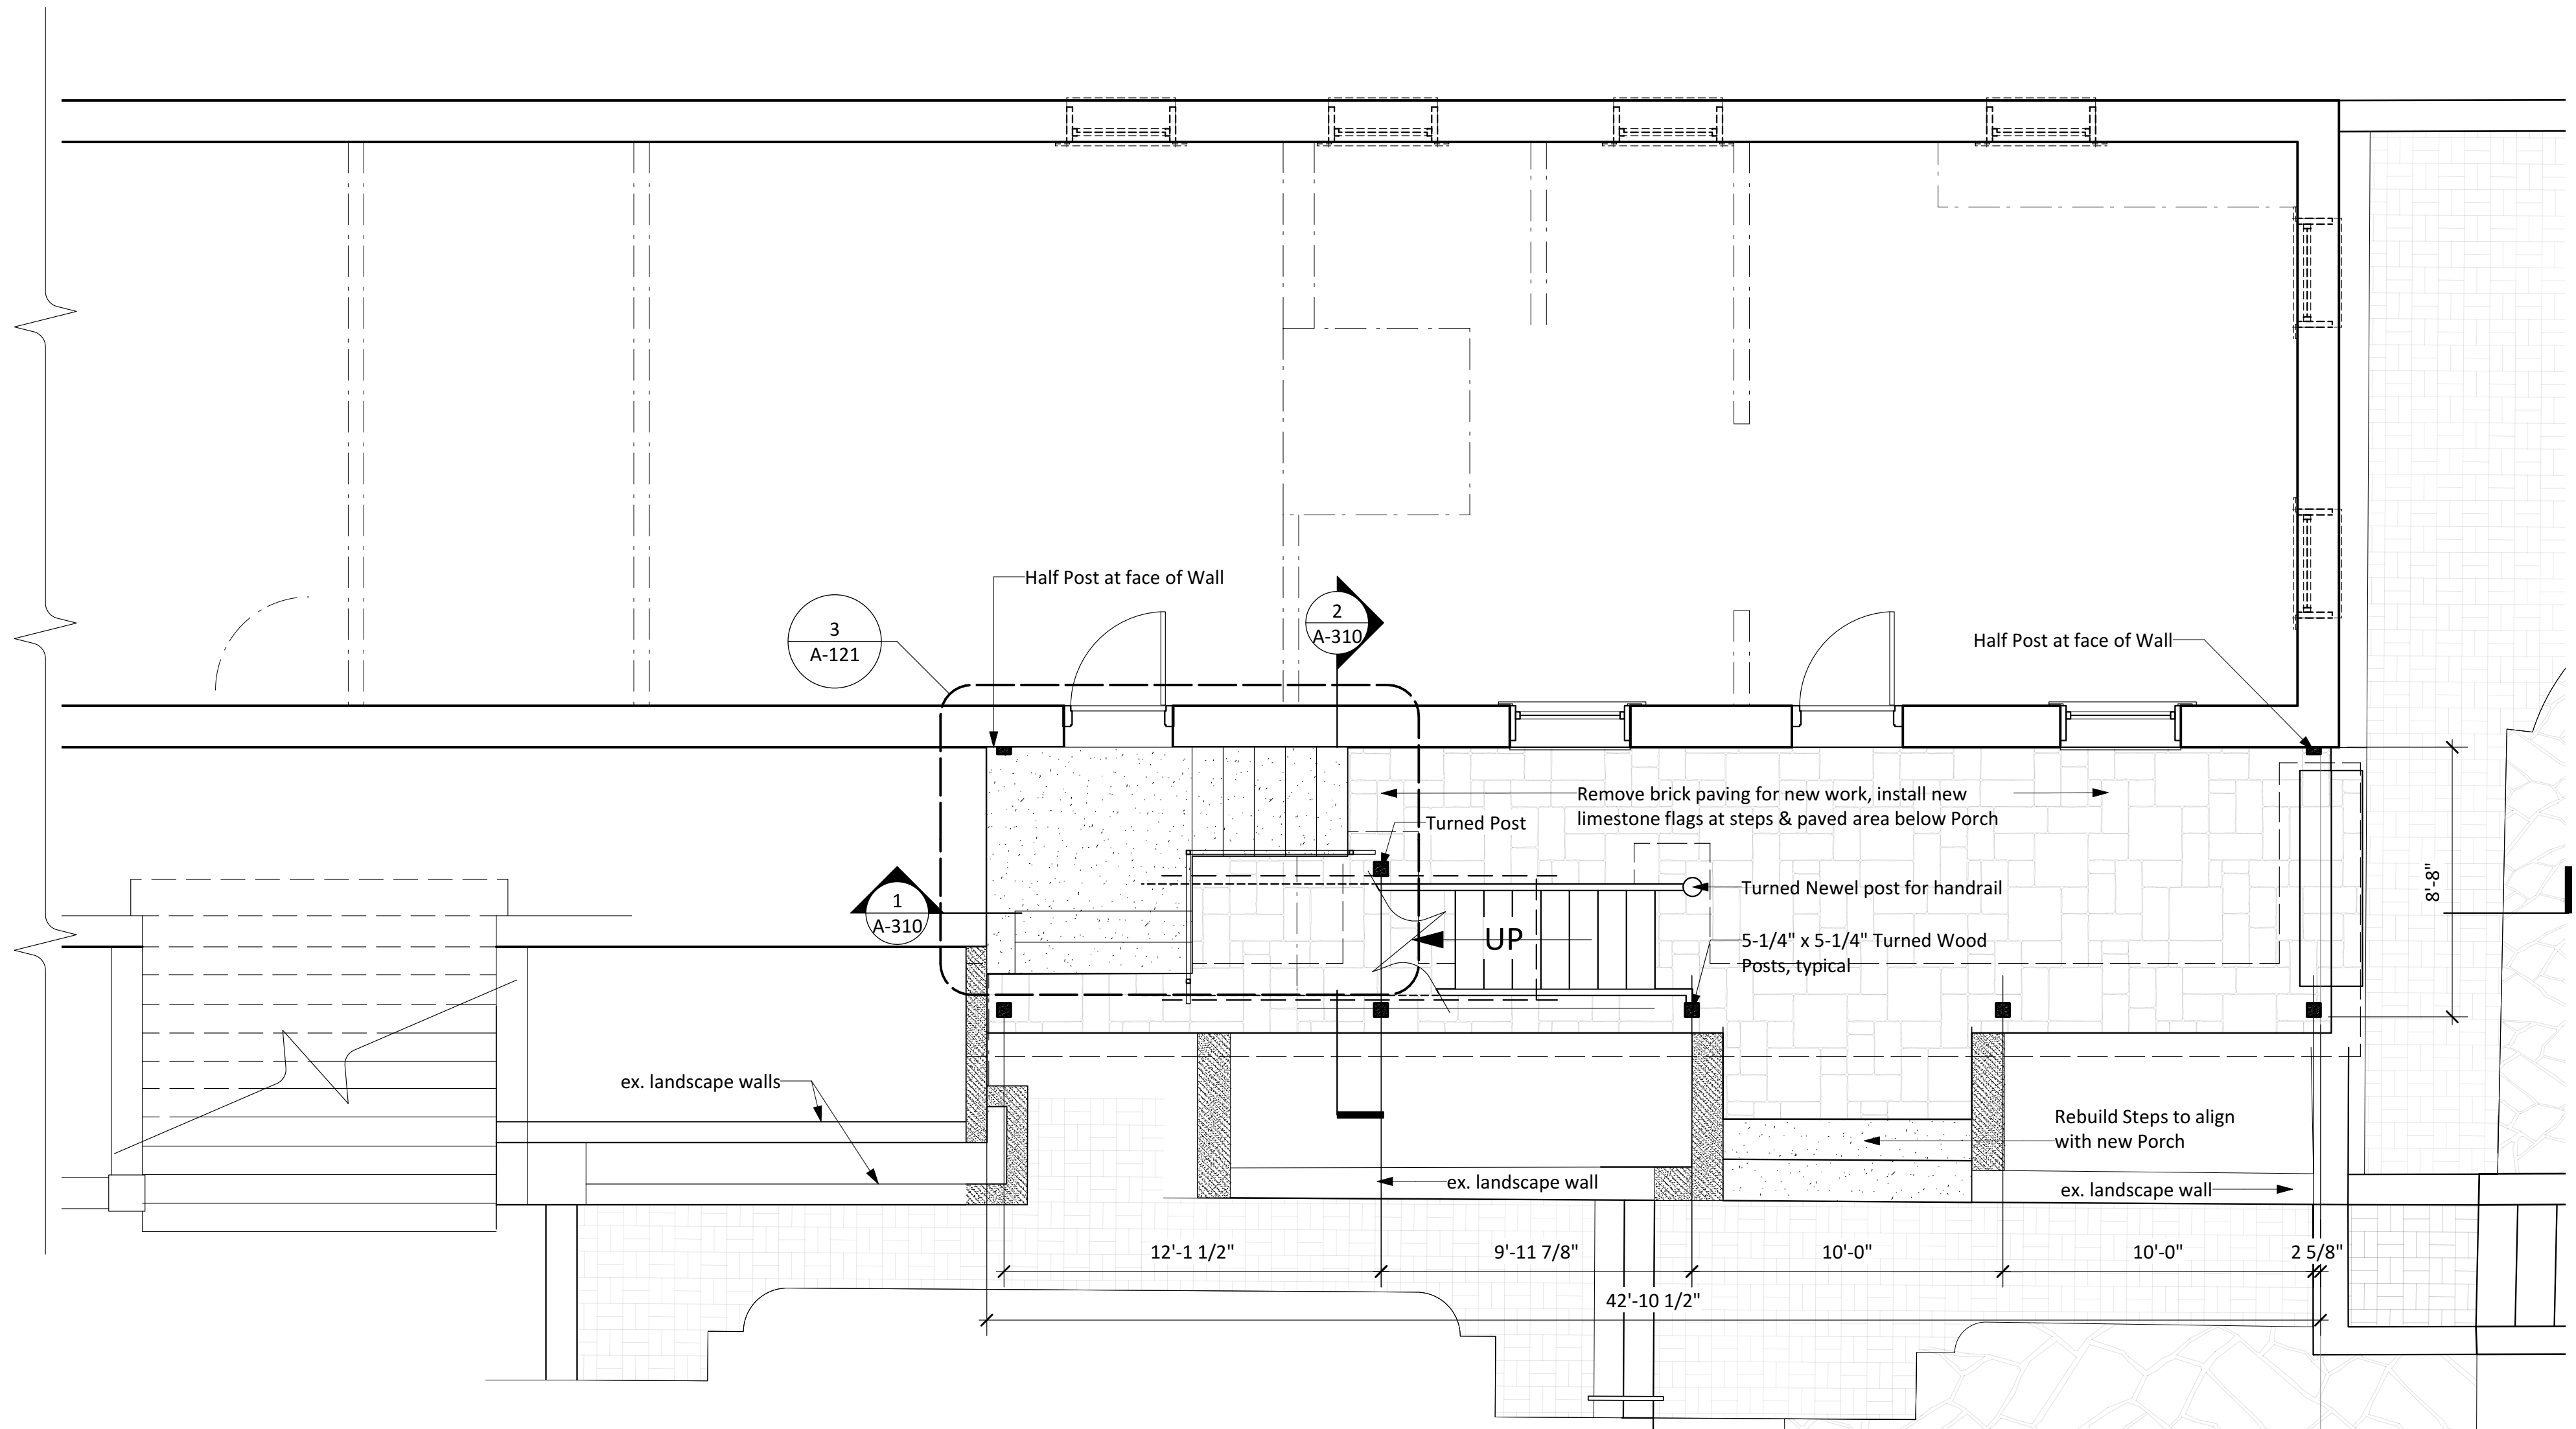 Half Post at face of Wall
2
A-310
3
A-121
Half Post at face of Wall
Remove brick paving for new work, install new
limestone flags at steps & paved area below Porch
Turned Post
8'-8"
Turned Newel post for handrail
1
A-310
UP
5-1/4" x 5-1/4" Turned Wood
Posts, typical
ex. landscape walls
Rebuild Steps to align
with new Porch
ex. landscape wall
ex. landscape wall
12'-1 1/2"
9'-11 7/8"
10'-0"
10'-0"
2 5/8"
42'-10 1/2"